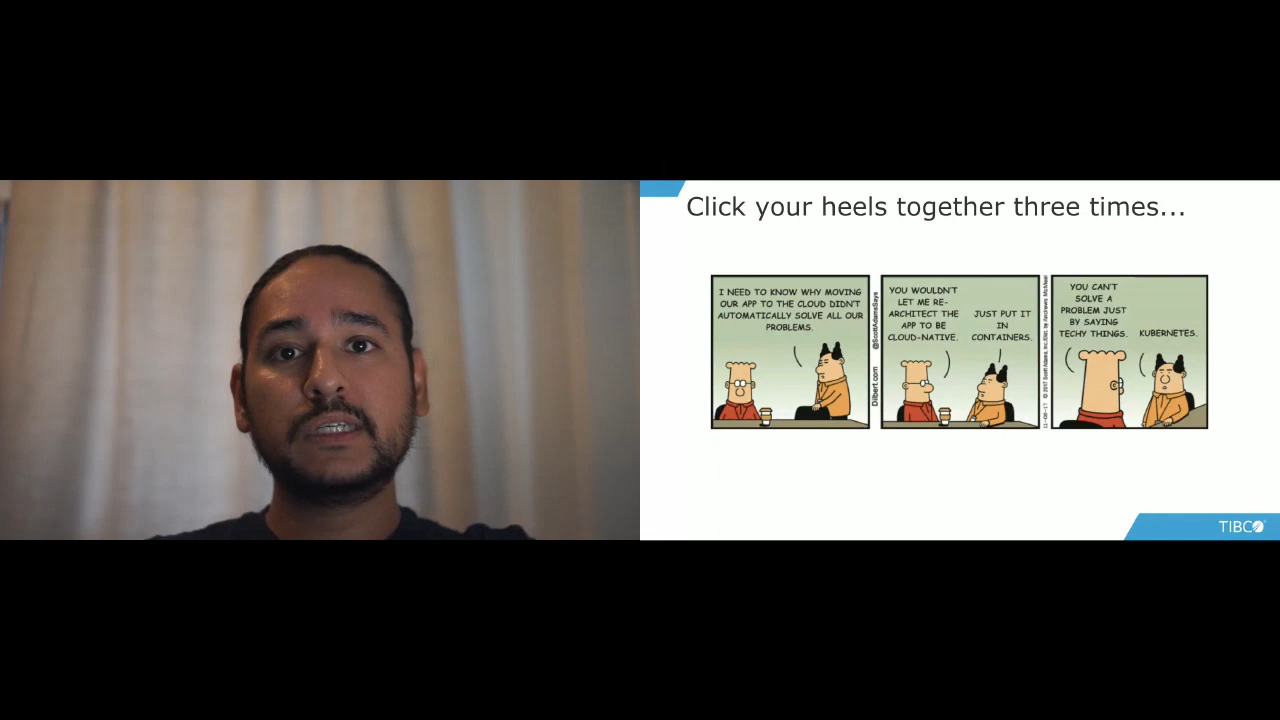 Click your heels together three times...
I NEED TO KNOW WHY MOVING
OUR APP TO THE CLOUD DIDN'T
AUTOMATICALLY SOLVE ALL OUR
PROBLEMS.
Dilbert.com @ScottAdamsSays
YOU WOULDN'T
LET ME RE-
ARCHITECT THE
APP TO BE
CLOUD-NATIVE.
JUST PUT IT
IN
CONTAINERS.
YOU CAN'T
SOLVE A
PROBLEM JUST
BY SAYING
TECHY THINGS.
KUBERNETES.
TIBCO